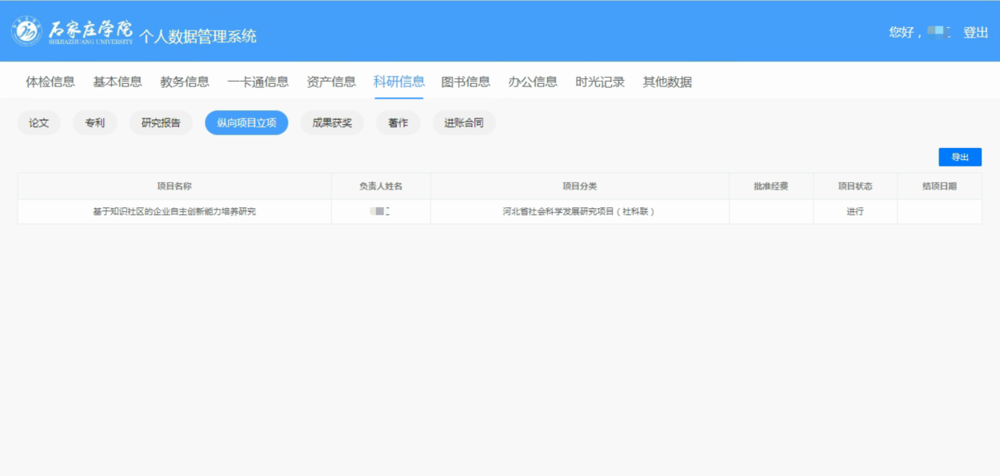 石家庄学院
SHIJIAZHUANG UNIVERSITY
个人数据管理系统
您好， 登出
体检信息 基本信息 教务信息 一卡通信息 资产信息 科研信息 图书信息 办公信息 时光记录 其他数据
论文 专利 研究报告 纵向项目立项 成果获奖 著作 进账合同
导出
项目名称 负责人姓名 项目分类 批准经费 项目状态 结项日期
基于知识社区的企业自主创新能力培养研究 河北省社会科学发展研究项目（社科联） 进行